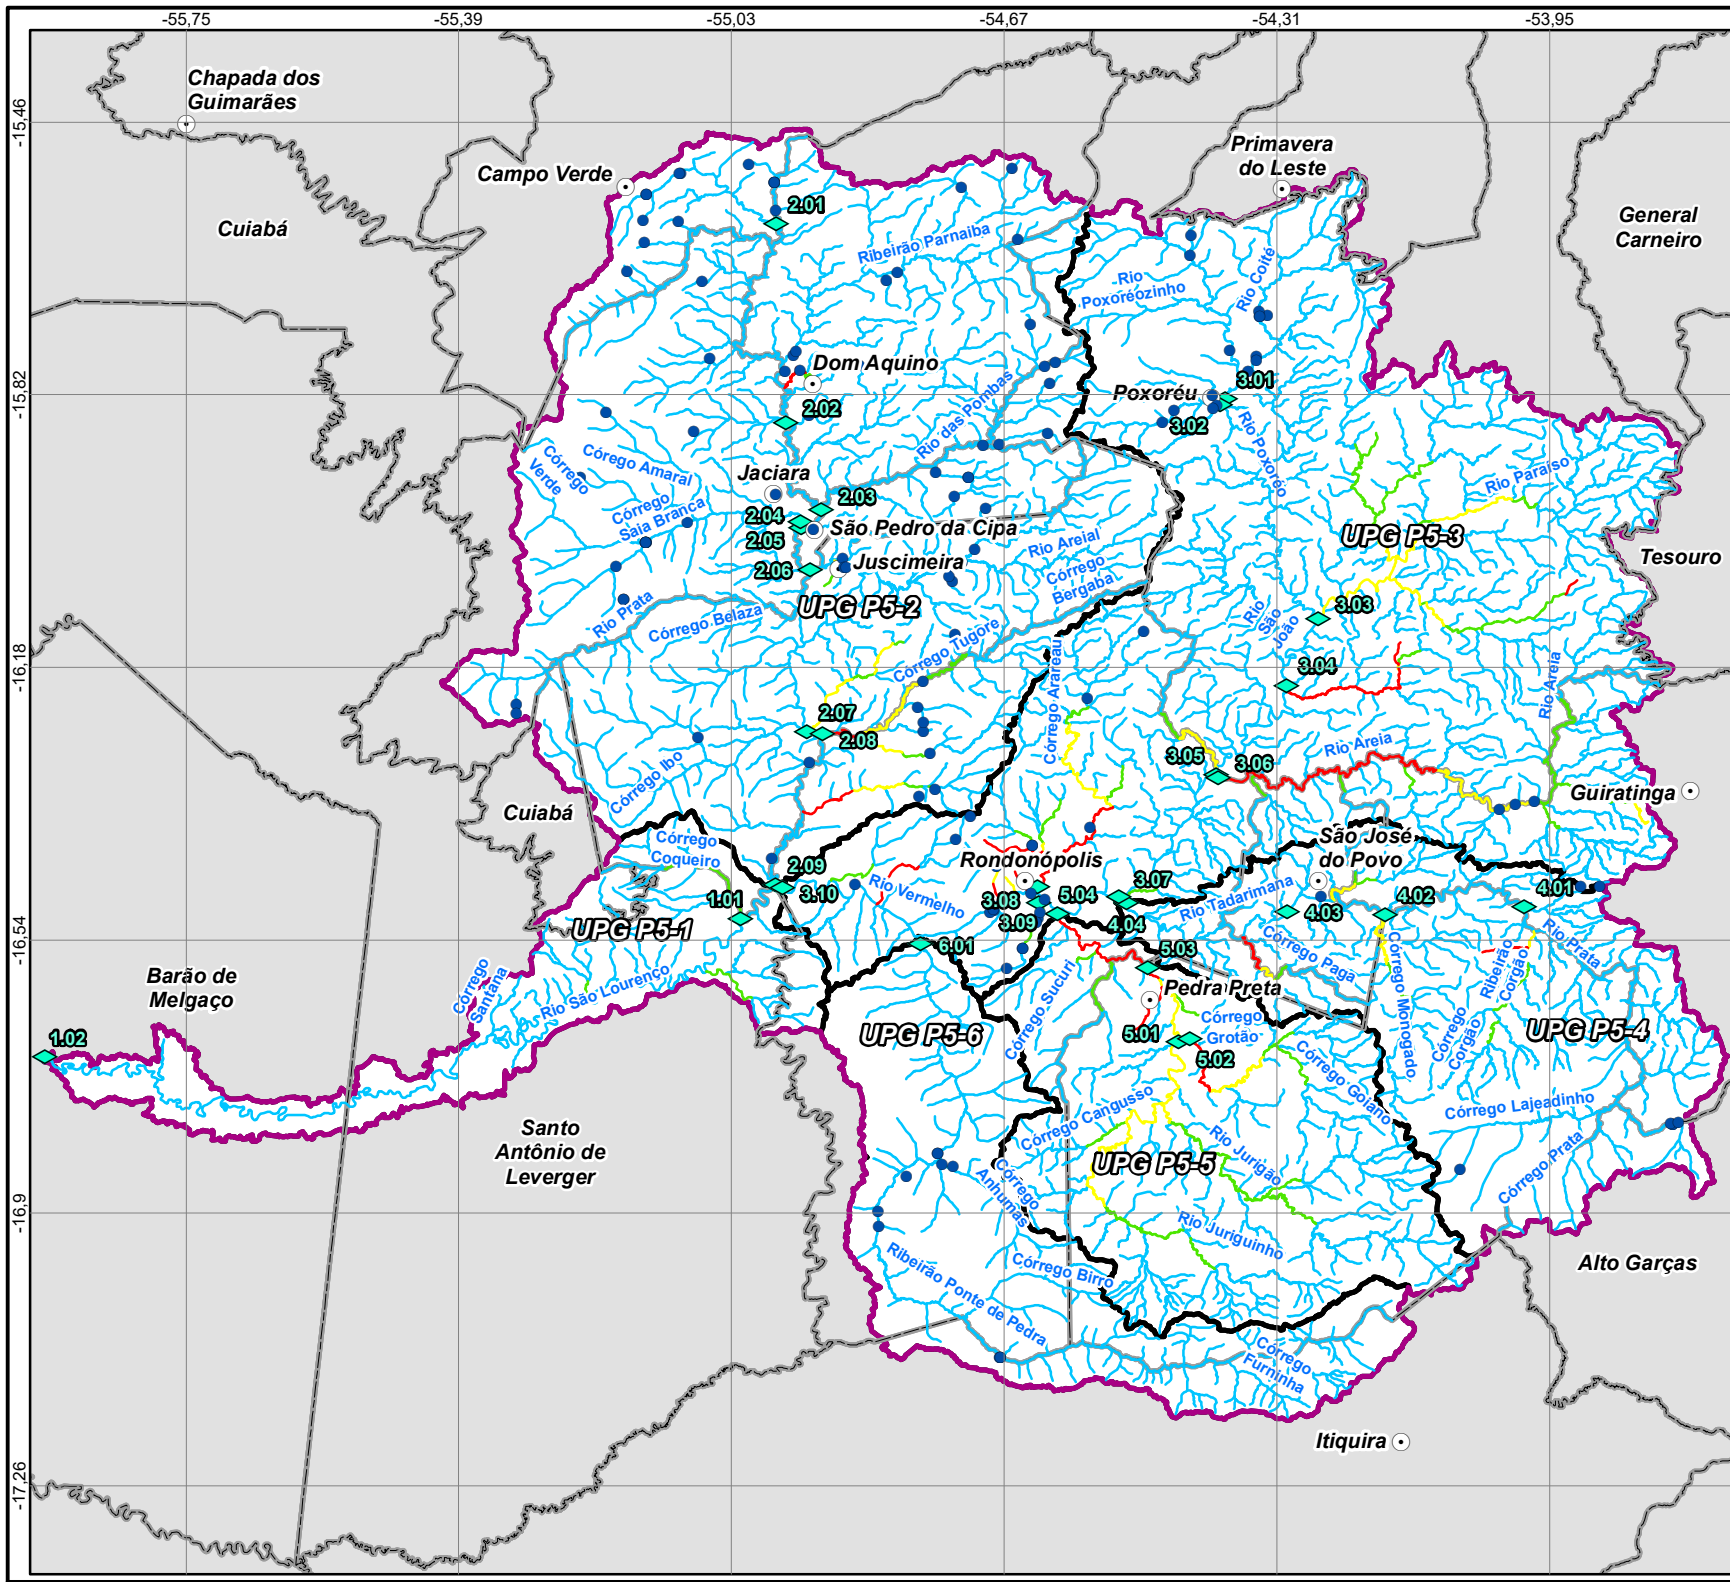 -55,75
-55,39
-55,03
-54,67
-54,31
-53,95
-15,46
-15,82
-16,18
-16,54
-16,9
-17,26
Chapada dos
Guimarães
Campo Verde
Cuiabá
Primavera
do Leste
General
Carneiro
2.01
Ribeirão Parnaiba
Rio
Poxoréozinho
Rio Coité
Dom Aquino
2.02
Rio das Pombas
Poxoréu
3.01
3.02
Rio Poxoréo
Córrego
Verde
Córego Amaral
Córrego
Saia Branca
Jaciara
2.03
2.04
2.05
São Pedro da Cipa
2.06
Juscimeira
UPG P5-2
Rio Areial
Córrego
Bergaba
Rio Paraíso
UPG P5-3
Tesouro
Rio Prata
Córrego Belaza
Córrego Tugore
Rio
São
João
3.03
3.04
Córrego Arareau
Rio Areia
2.07
2.08
3.05
3.06
Rio Areia
Guiratinga
Córrego Ibo
Cuiabá
Córrego
Coqueiro
2.09
3.10
1.01
UPG P5-1
Rio Vermelho
Rondonópolis
3.08
3.09
5.04
3.07
4.04
São José
do Povo
Rio Tadarimana
4.03
4.02
4.01
6.01
5.03
Córrego Paga
Córrego Monogado
Ribeirão
Corgão
Rio Prata
Barão de
Melgaço
Córrego
Santána
Rio São Lourenço
1.02
UPG P5-6
Córrego Sucuri
Pedra Preta
5.01
5.02
Córrego
Grotão
Córrego Goiano
Córrego
Corgão
UPG P5-4
Córrego Lajeadinho
Santo
Antônio de
Leverger
Córrego Cangusso
UPG P5-5
Rio Jurigão
Córrego Prata
Córrego
Anhumas
Rio Juriguinho
Ribeirão Ponte de Pedra
Córrego Birro
Córrego
Furninha
Alto Garças
Itiquira